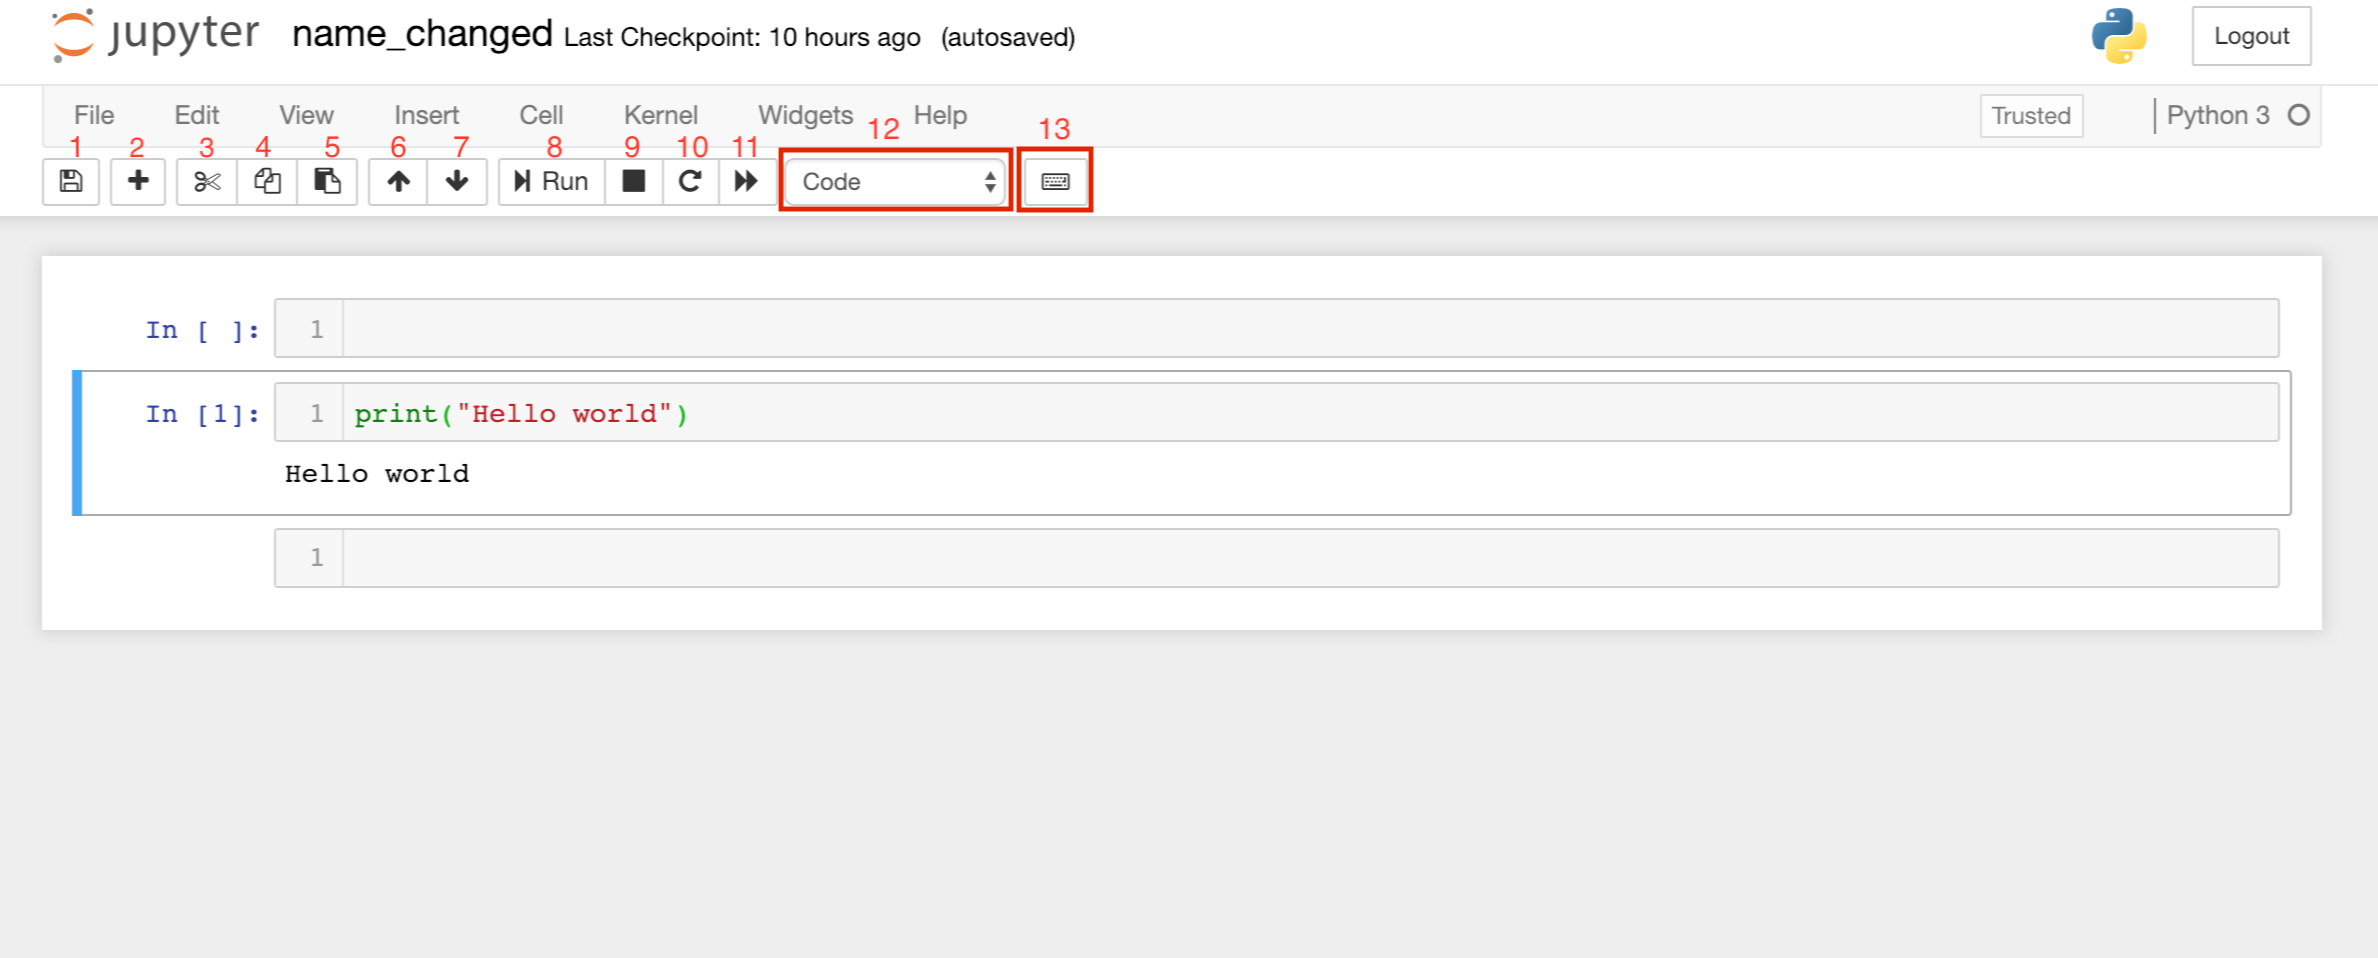 jupyter name_changed Last Checkpoint: 10 hours ago (autosaved) Logout
File Edit View Insert Cell Kernel Widgets Help Trusted Python 3
1 2 3 4 5 6 7 8 9 10 11 12 13
Run Code
In [ ]: 1
In [1]: 1 print("Hello world")
Hello world
1